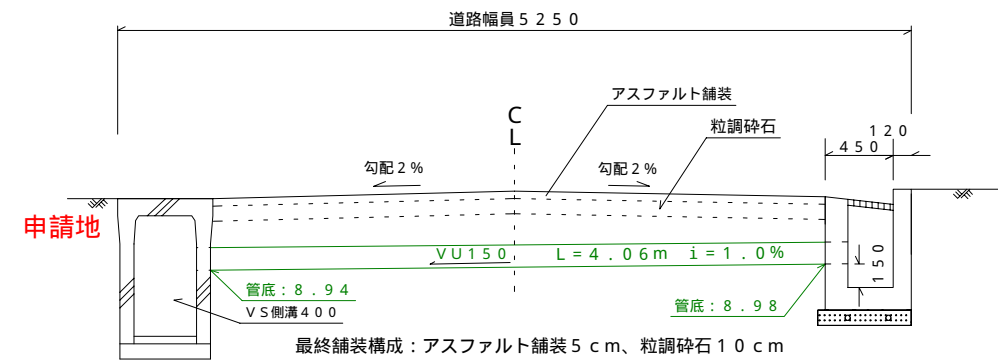 道路幅員５２５０
アスファルト舗装
Ｃ
Ｌ
粒調砕石
１２０
４５０
勾配２％
勾配２％
申請地
ＶＵ１５０
Ｌ＝４．０６ｍ　ｉ＝１．０％
１５０
管底：８．９４
ＶＳ側溝４００
管底：８．９８
最終舗装構成：アスファルト舗装５ｃｍ、粒調砕石１０ｃｍ